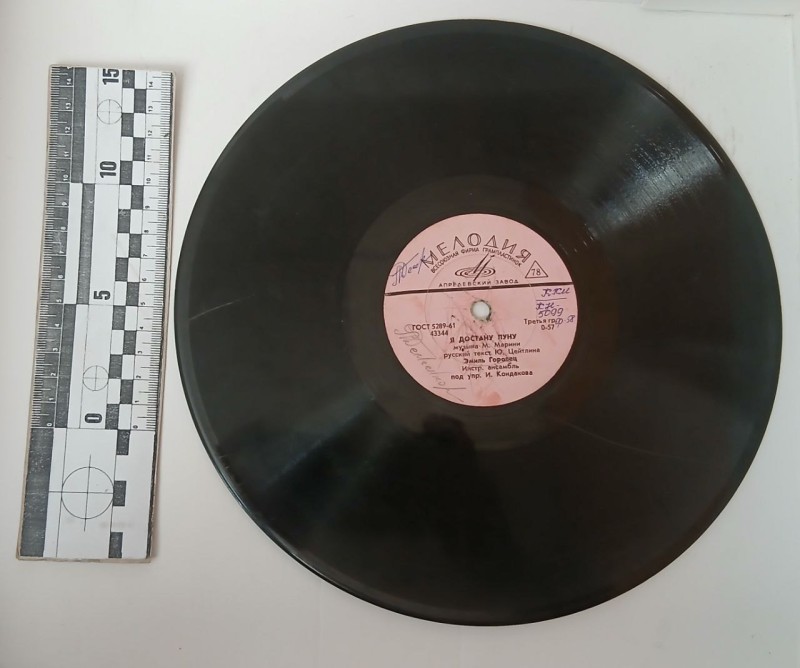 МЕЛОДИЯ
ВСЕСОЮЗНАЯ ФИРМА ГРАМПЛАСТИНОК
78
АПРЕЛЕВСКИЙ ЗАВОД
ГОСТ 5289-61
43344
Третья гр.
5099
Я ДОСТАНУ ЛУНУ
музыка М. Марини
русский текст Ю. Цейтлина
Эмиль Горовец
Инстр. ансамбль
под упр. И. Кондакова
15
10
5
0